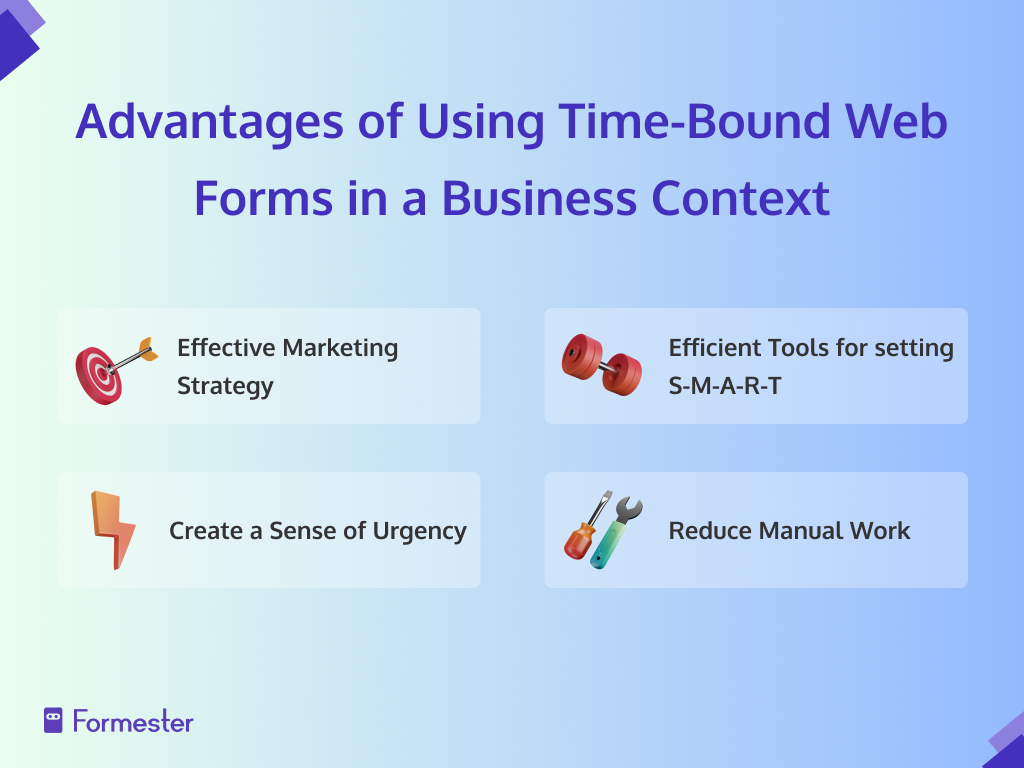 Advantages of Using Time-Bound Web
Forms in a Business Context
Effective Marketing
Strategy
Efficient Tools for setting
S-M-A-R-T
Create a Sense of Urgency
Reduce Manual Work
Formester